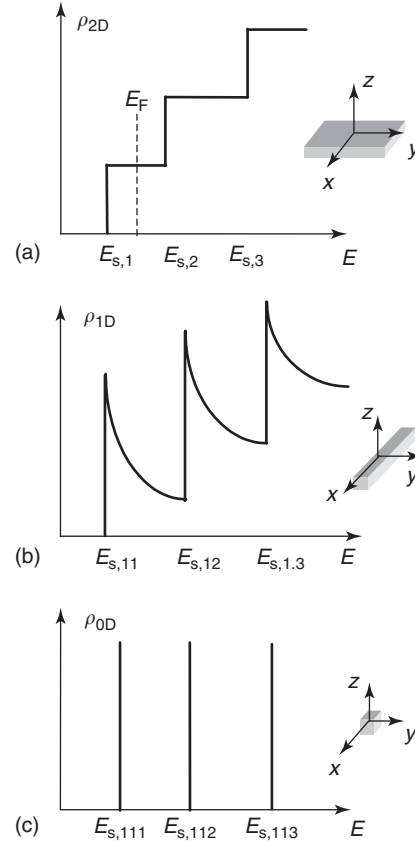 ρ2D
EF
z
y
x
(a)
Es,1 Es,2 Es,3 E
ρ1D
z
y
x
(b)
Es,11 Es,12 Es,1.3 E
ρ0D
z
y
x
(c)
Es,111 Es,112 Es,113 E